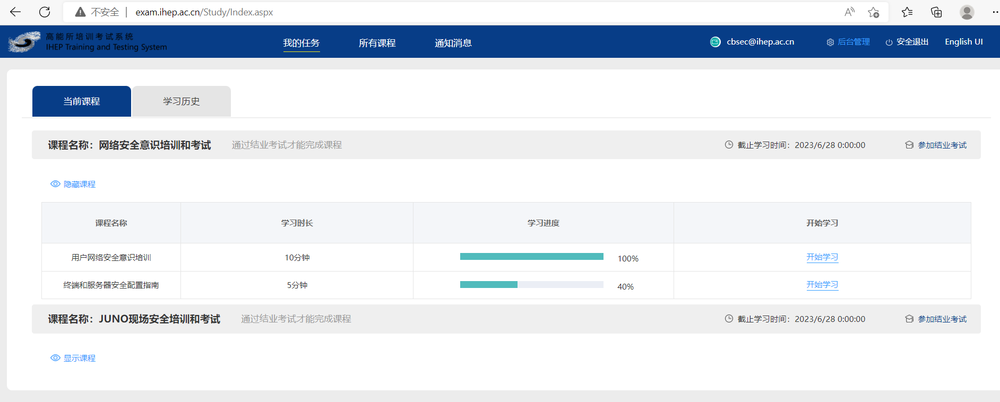 不安全 | exam.ihep.ac.cn/Study/Index.aspx
高能所培训考试系统
IHEP Training and Testing System
我的任务 所有课程 通知消息 cbsec@ihep.ac.cn 后台管理 安全退出 English UI
当前课程 学习历史
课程名称：网络安全意识培训和考试 通过结业考试才能完成课程 截止学习时间：2023/6/28 0:00:00 参加结业考试
隐藏课程
课程名称 学习时长 学习进度 开始学习
用户网络安全意识培训 10分钟 100% 开始学习
终端和服务器安全配置指南 5分钟 40% 开始学习
课程名称：JUNO现场安全培训和考试 通过结业考试才能完成课程 截止学习时间：2023/6/28 0:00:00 参加结业考试
显示课程